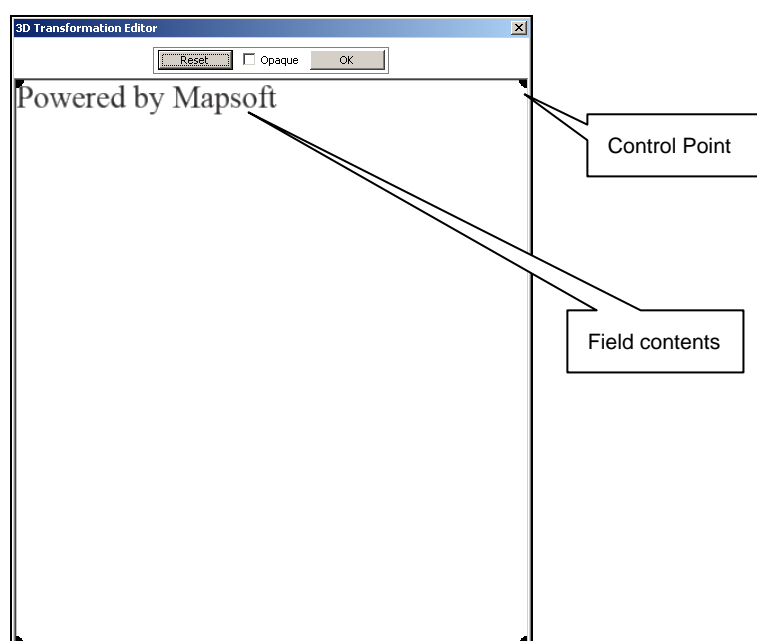 3D Transformation Editor
Reset Opaque OK
Powered by Mapsoft
Control Point
Field contents